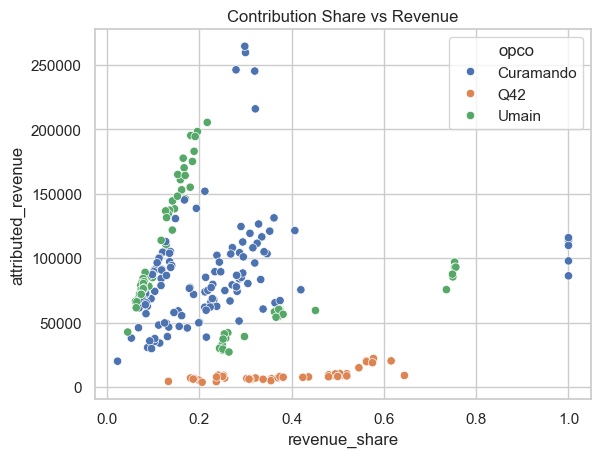 Contribution Share vs Revenue
opco
Curamando
Q42
Umain
attributed_revenue
250000
200000
150000
100000
50000
0
0.0 0.2 0.4 0.6 0.8 1.0
revenue_share